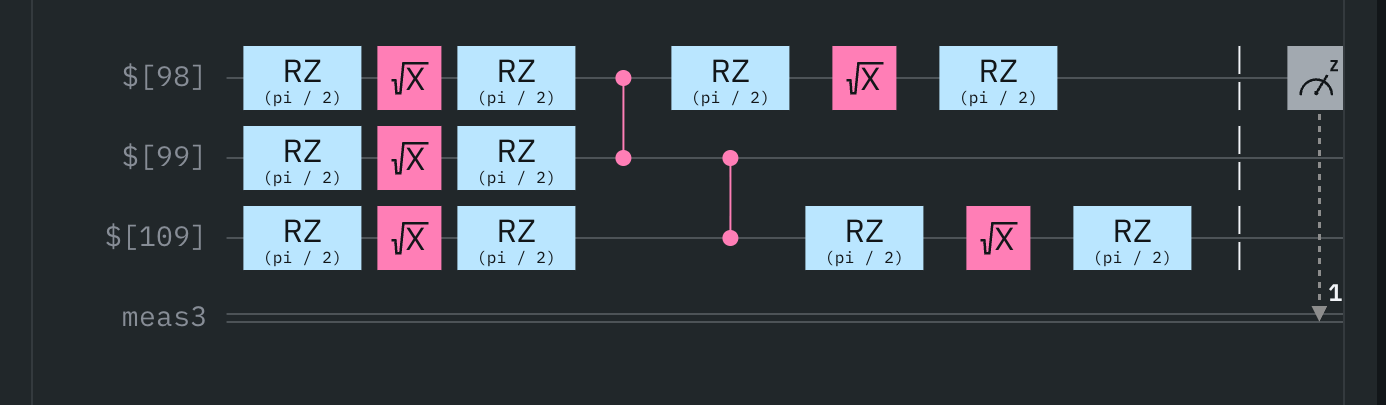 $[98] RZ (pi / 2) √X RZ (pi / 2) RZ (pi / 2) √X RZ (pi / 2) z
$[99] RZ (pi / 2) √X RZ (pi / 2)
$[109] RZ (pi / 2) √X RZ (pi / 2) RZ (pi / 2) √X RZ (pi / 2)
1
meas3